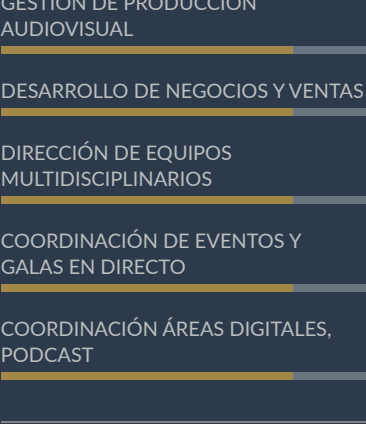 GESTIÓN DE PRODUCCIÓN
AUDIOVISUAL
DESARROLLO DE NEGOCIOS Y VENTAS
DIRECCIÓN DE EQUIPOS
MULTIDISCIPLINARIOS
COORDINACIÓN DE EVENTOS Y
GALAS EN DIRECTO
COORDINACIÓN ÁREAS DIGITALES,
PODCAST